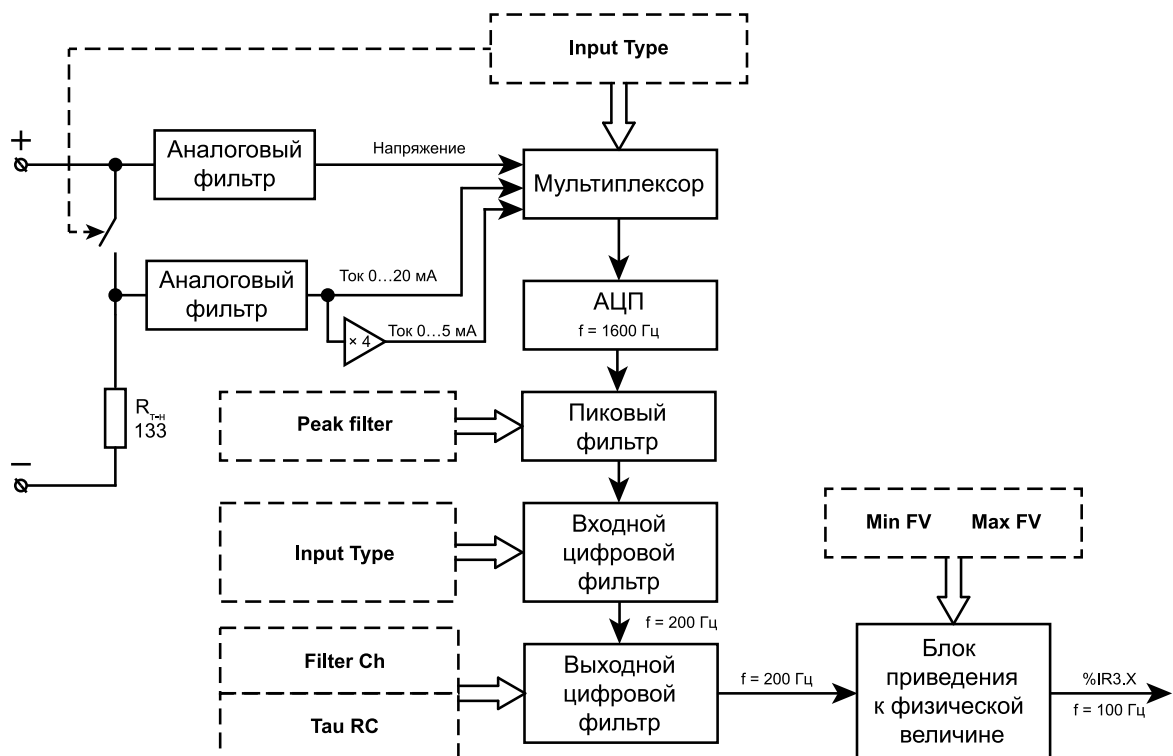 Input Type
+
Аналоговый
фильтр
Напряжение
Мультиплексор
Аналоговый
фильтр
Ток 0...20 мА
× 4
Ток 0...5 мА
АЦП
f = 1600 Гц
Rт-н
133
–
Peak filter
Пиковый
фильтр
Input Type
Входной
цифровой
фильтр
Min FV Max FV
f = 200 Гц
Filter Ch
Tau RC
Выходной
цифровой
фильтр
f = 200 Гц
Блок
приведения
к физической
величине
%IR3.X
f = 100 Гц